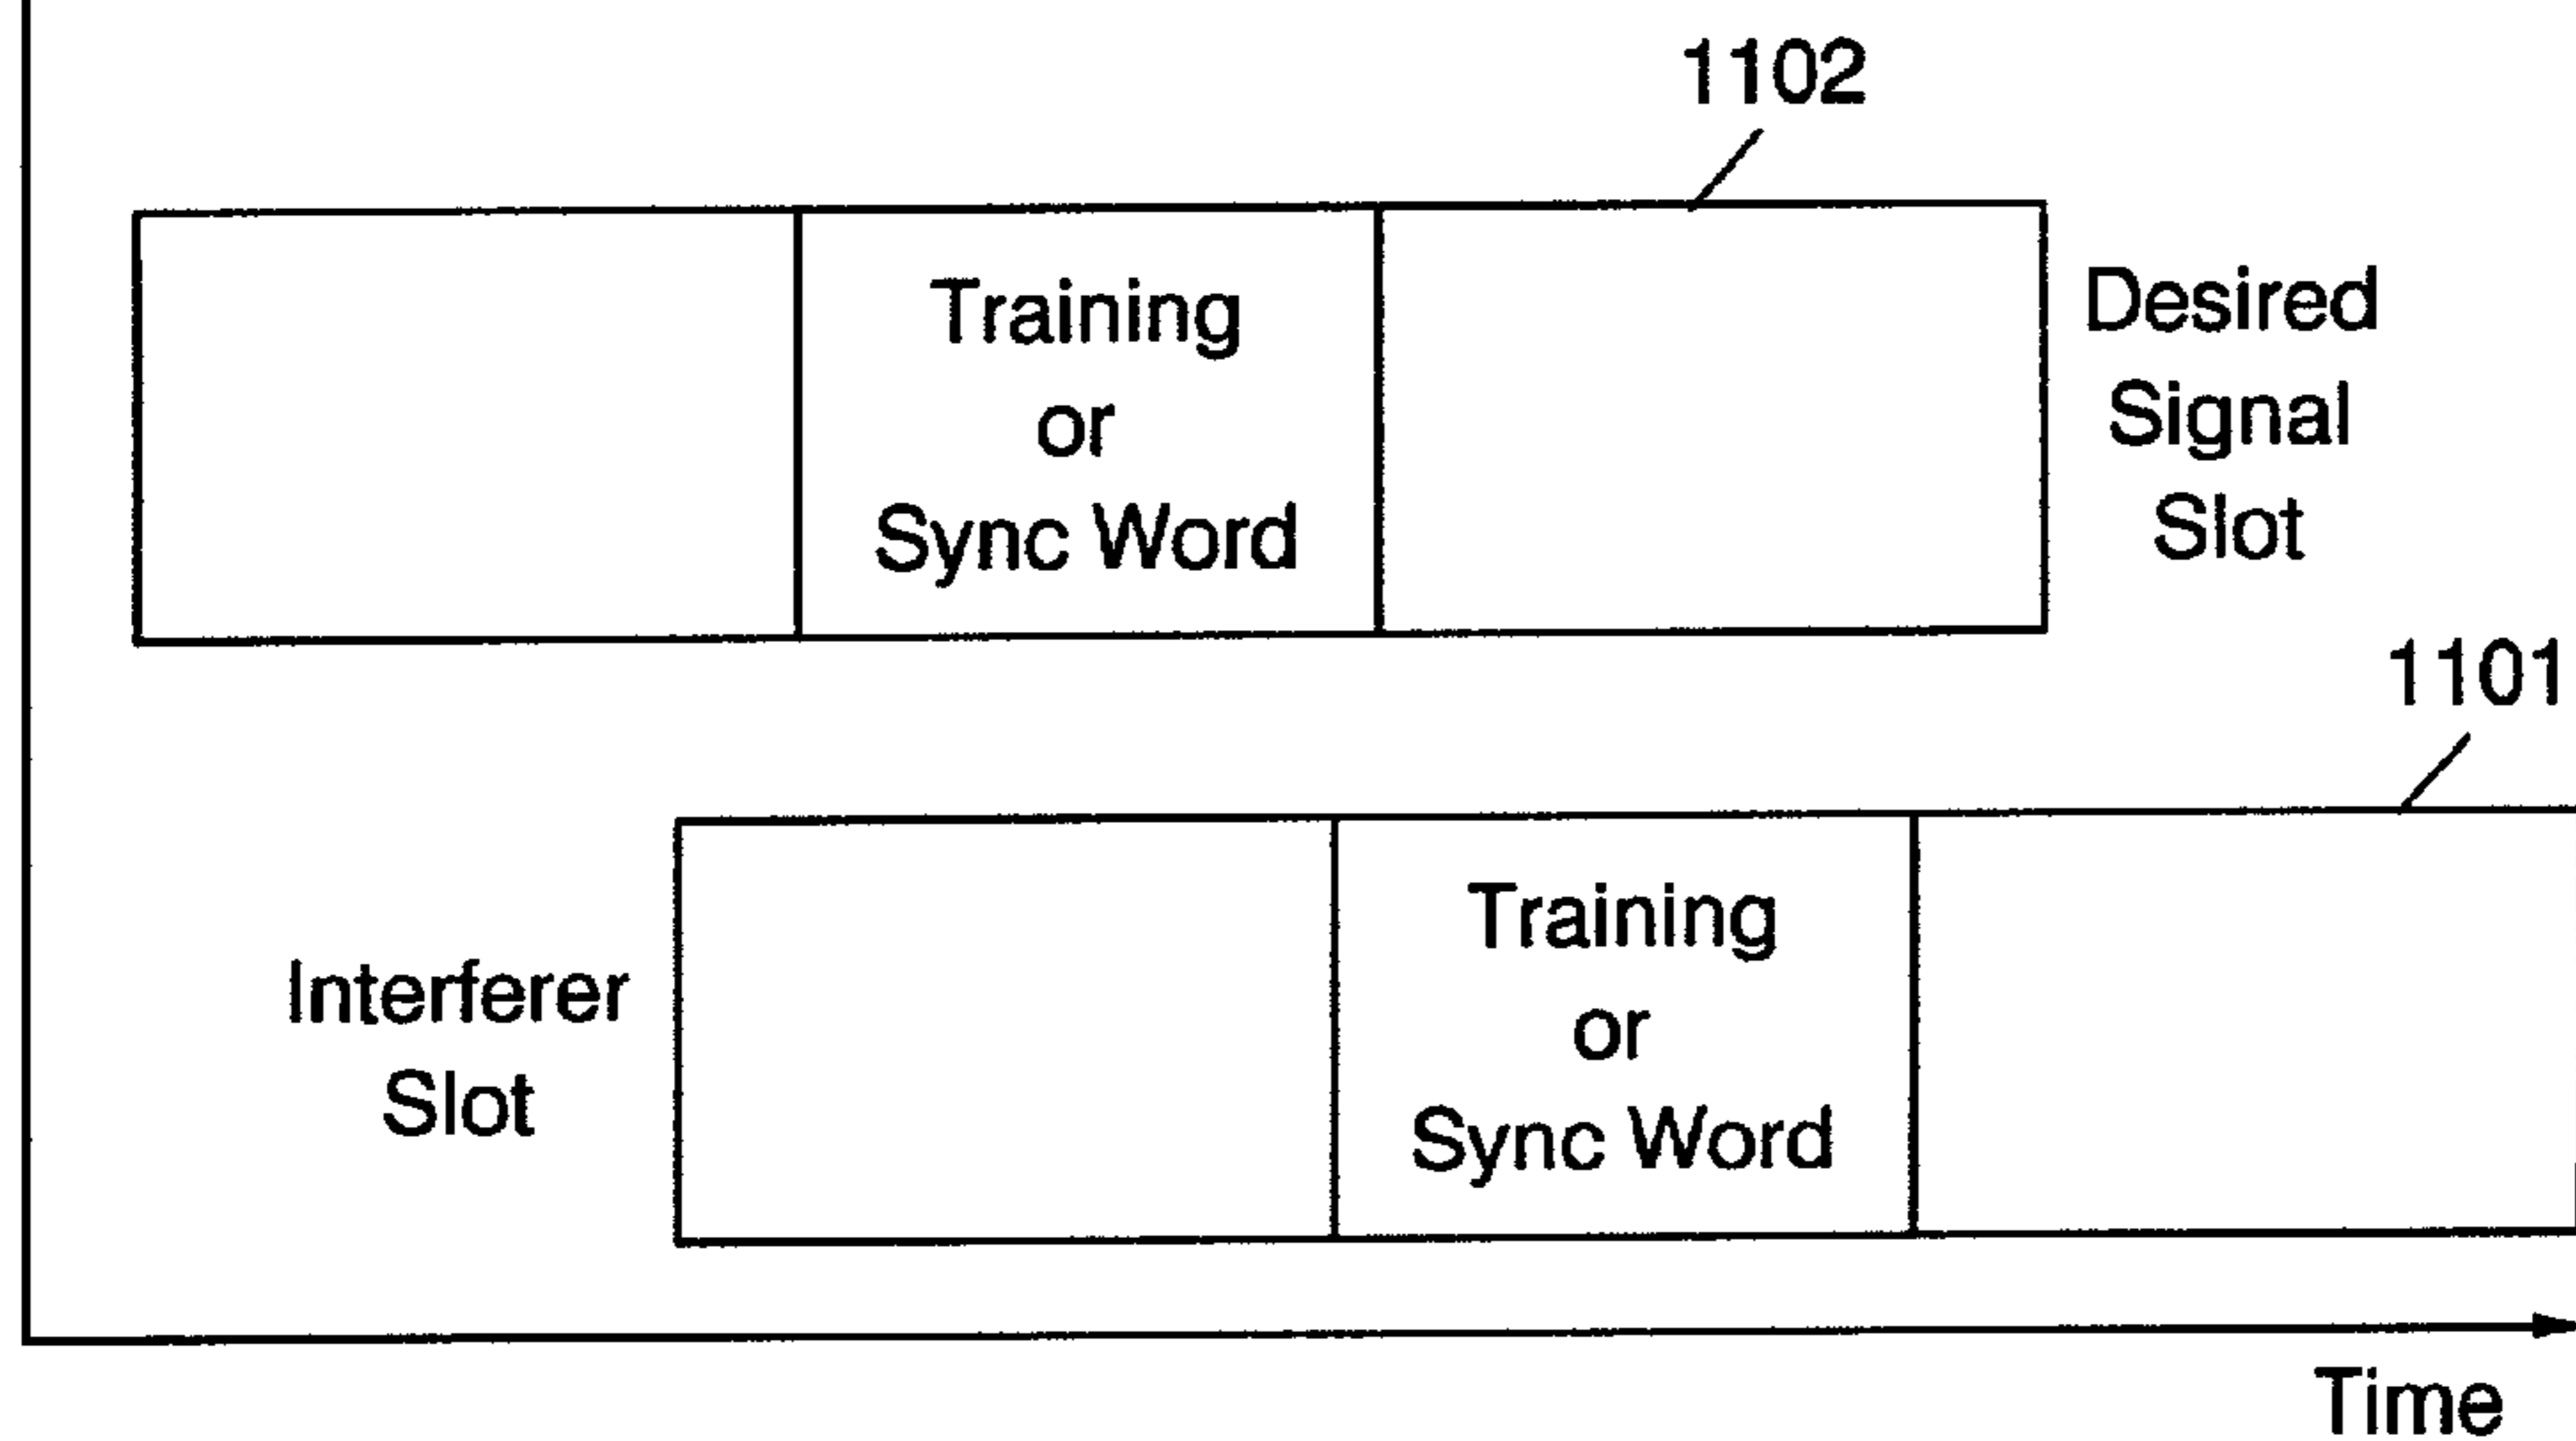 1102
Training
or
Sync Word
Desired
Signal
Slot
1101
Interferer
Slot
Training
or
Sync Word
Time